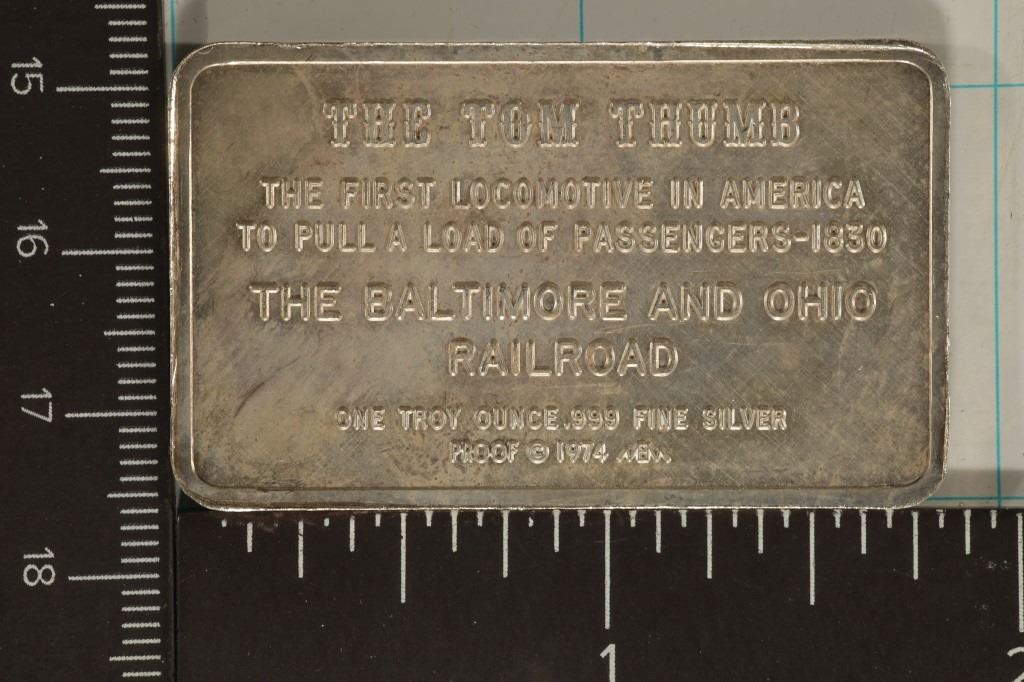 THE TOM THUMB
THE FIRST LOCOMOTIVE IN AMERICA
TO PULL A LOAD OF PASSENGERS-1830
THE BALTIMORE AND OHIO
RAILROAD
ONE TROY OUNCE .999 FINE SILVER
PROOF © 1974
15
16
17
18
1
2